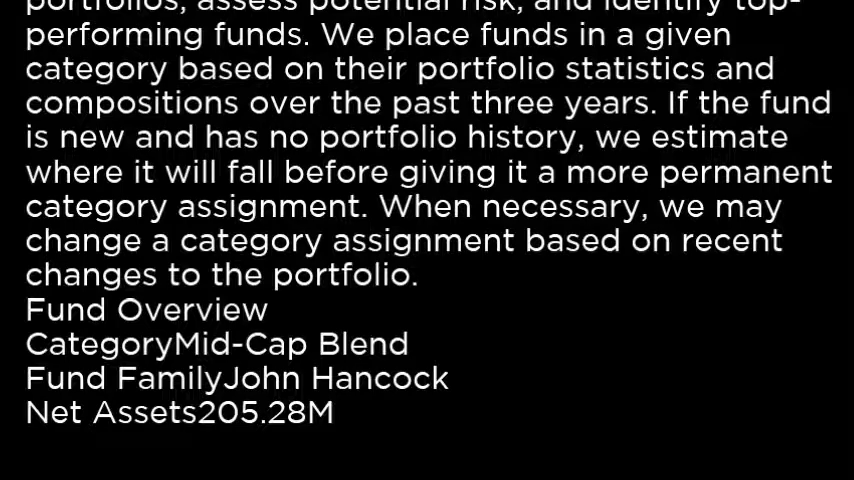 portfolios, assess potential risk, and identify top-
performing funds. We place funds in a given
category based on their portfolio statistics and
compositions over the past three years. If the fund
is new and has no portfolio history, we estimate
where it will fall before giving it a more permanent
category assignment. When necessary, we may
change a category assignment based on recent
changes to the portfolio.
Fund Overview
CategoryMid-Cap Blend
Fund FamilyJohn Hancock
Net Assets205.28M